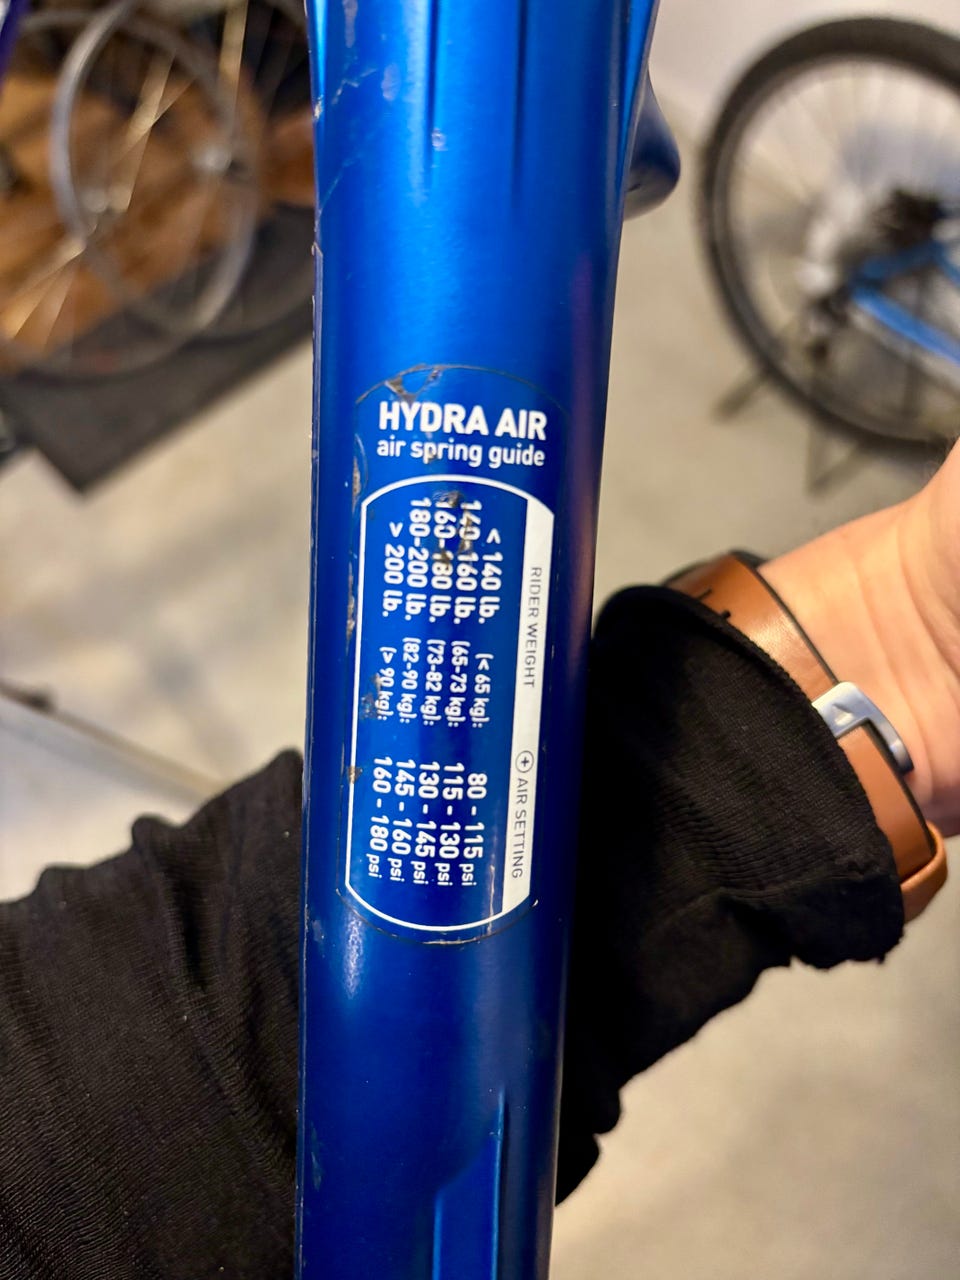 HYDRA AIR
air spring guide
RIDER WEIGHT ⊕ AIR SETTING
< 140 lb. (< 65 kg): 80 - 115 psi
140-160 lb. (65-73 kg): 115 - 130 psi
160-180 lb. (73-82 kg): 130 - 145 psi
180-200 lb. (82-90 kg): 145 - 160 psi
> 200 lb. (> 90 kg): 160 - 180 psi